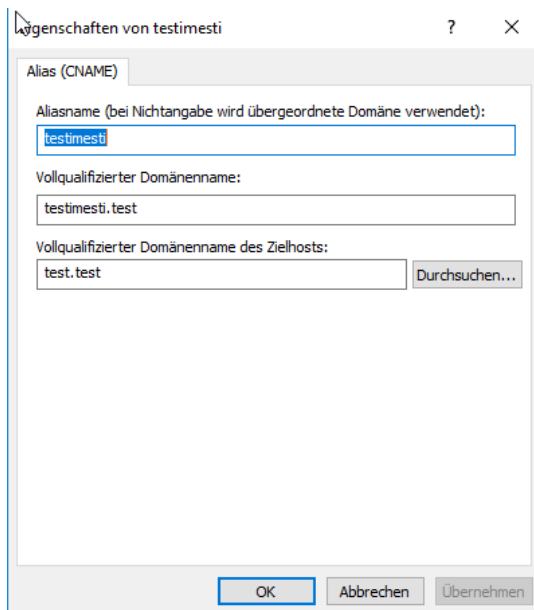 igenschaften von testimesti
?
Alias (CNAME)
Aliasname (bei Nichtangabe wird übergeordnete Domäne verwendet):
testimesti
Vollqualifizierter Domänenname:
testimesti.test
Vollqualifizierter Domänenname des Zielhosts:
test.test
Durchsuchen...
OK
Abbrechen
Übernehmen